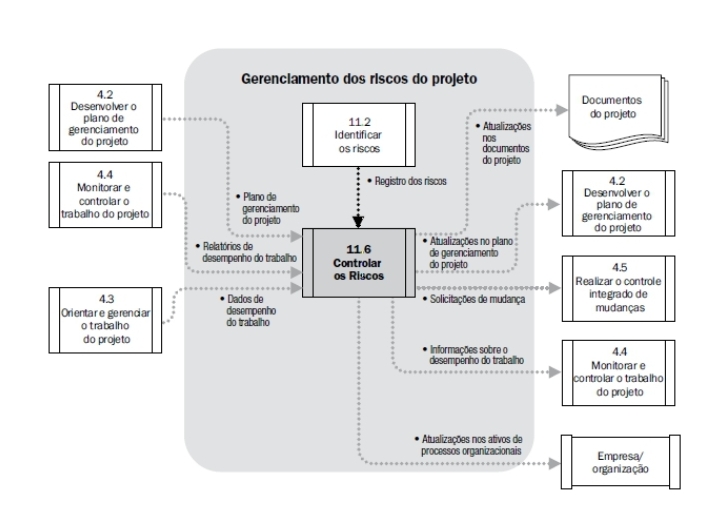 Gerenciamento dos riscos do projeto
4.2
Desenvolver o
plano de
gerenciamento
do projeto
4.4
Monitorar e
controlar o
trabalho do projeto
4.3
Orientar e gerenciar
o trabalho
do projeto
11.2
Identificar
os riscos
• Registro dos riscos
• Plano de
gerenciamento
do projeto
• Relatórios de
desempenho do trabalho
• Dados de
desempenho
do trabalho
11.6
Controlar
os Riscos
• Atualizações
nos
documentos
do projeto
• Atualizações no plano
de gerenciamento
do projeto
• Solicitações de mudança
• Informações sobre o
desempenho do trabalho
• Atualizações nos ativos de
processos organizacionais
Documentos
do projeto
4.2
Desenvolver o
plano de
gerenciamento
do projeto
4.5
Realizar o controle
integrado de
mudanças
4.4
Monitorar e
controlar o trabalho
do projeto
Empresa/
organização